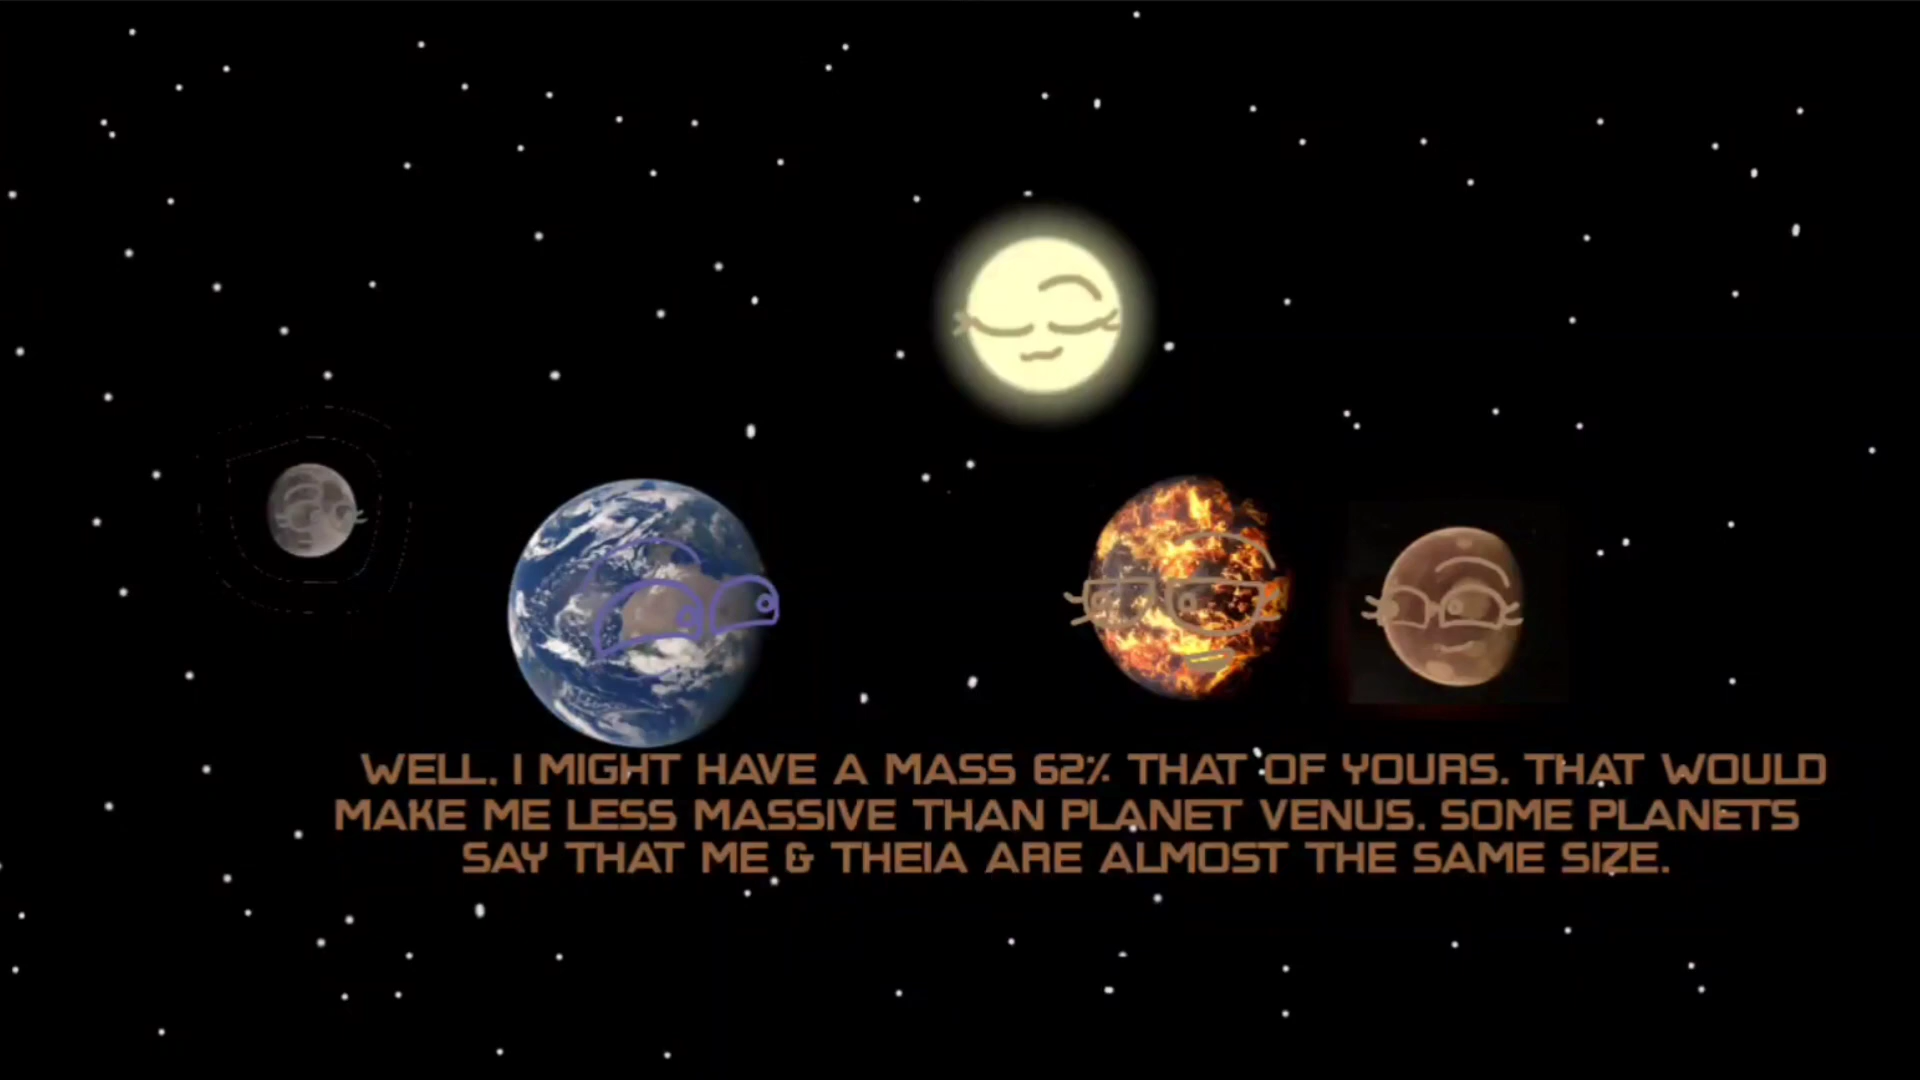 WELL, I MIGHT HAVE A MASS 62% THAT OF YOURS. THAT WOULD
MAKE ME LESS MASSIVE THAN PLANET VENUS. SOME PLANETS
SAY THAT ME & THEIA ARE ALMOST THE SAME SIZE.